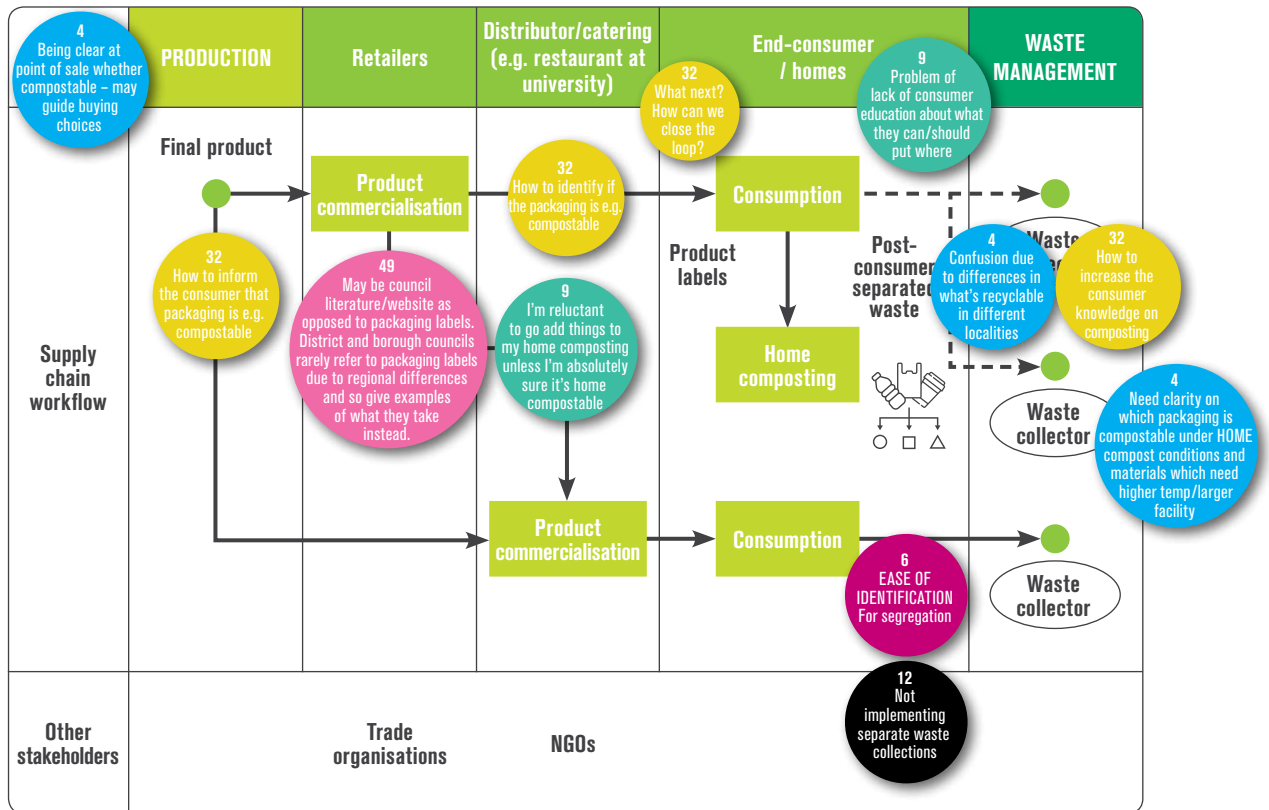 4
Being clear at
point of sale whether
compostable – may
guide buying
choices
PRODUCTION
Retailers
Distributor/catering
(e.g. restaurant at
university)
End-consumer
/ homes
WASTE
MANAGEMENT
32
What next?
How can we
close the
loop?
9
Problem of
lack of consumer
education about what
they can/should
put where
Supply
chain
workflow
Final product
Product
commercialisation
32
How to identify if
the packaging is e.g.
compostable
Consumption
32
How to inform
the consumer that
packaging is e.g.
compostable
49
May be council
literature/website as
opposed to packaging labels.
District and borough councils
rarely refer to packaging labels
due to regional differences
and so give examples
of what they take
instead.
9
I'm reluctant
to go add things to
my home composting
unless I'm absolutely
sure it's home
compostable
Product
labels
Post-
consumer
separated
waste
Home
composting
Waste
4
Confusion due
to differences in
what's recyclable
in different
localities
32
How to
increase the
consumer
knowledge on
composting
Waste
collector
4
Need clarity on
which packaging is
compostable under HOME
compost conditions and
materials which need
higher temp/larger
facility
Product
commercialisation
Consumption
6
EASE OF
IDENTIFICATION
For segregation
Waste
collector
Other
stakeholders
Trade
organisations
NGOs
12
Not
implementing
separate waste
collections